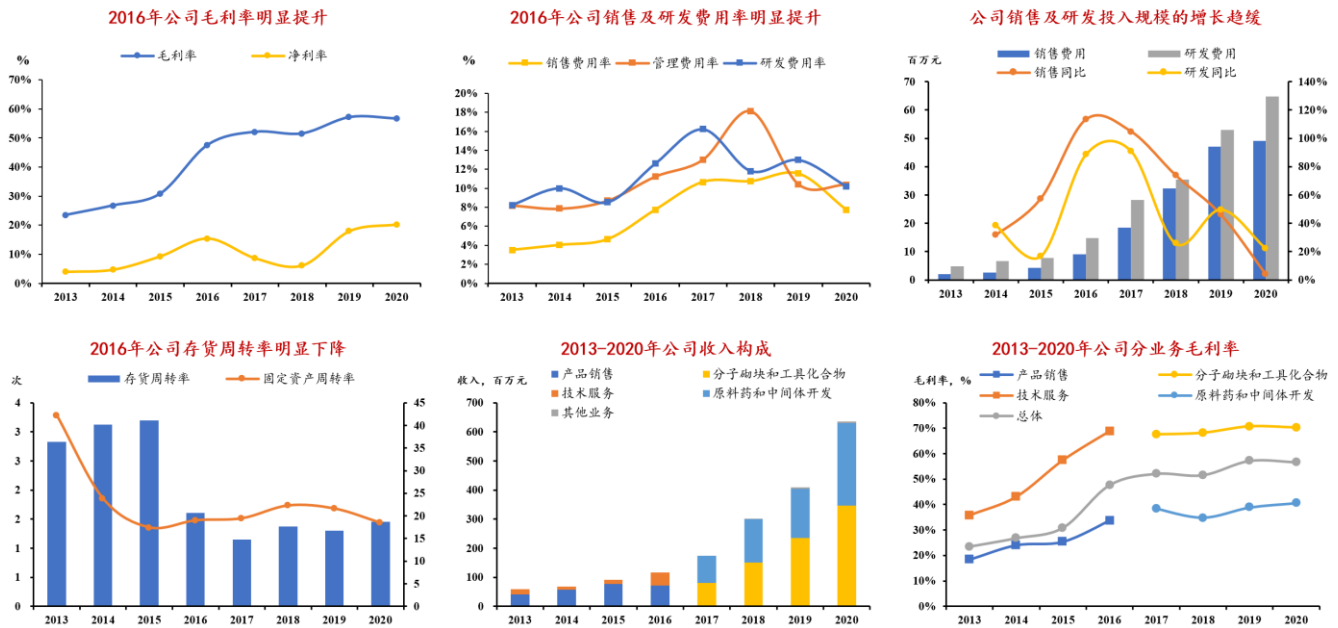 2016年公司毛利率明显提升
%
毛利率 净利率
70%
60%
50%
40%
30%
20%
10%
0%
2013 2014 2015 2016 2017 2018 2019 2020
2016年公司销售及研发费用率明显提升
%
销售费用率 管理费用率 研发费用率
20%
18%
16%
14%
12%
10%
8%
6%
4%
2%
0%
2013 2014 2015 2016 2017 2018 2019 2020
公司销售及研发投入规模的增长趋缓
百万元
销售费用 研发费用
销售同比 研发同比
70 140%
60 120%
50 100%
40 80%
30 60%
20 40%
10 20%
0 0%
2013 2014 2015 2016 2017 2018 2019 2020
2016年公司存货周转率明显下降
次
存货周转率 固定资产周转率
4
3
3
2
2
1
1
0
45
40
35
30
25
20
15
10
5
0
2013 2014 2015 2016 2017 2018 2019 2020
2013-2020年公司收入构成
收入，百万元
产品销售 分子砌块和工具化合物
技术服务 原料药和中间体开发
其他业务
700
600
500
400
300
200
100
0
2013 2014 2015 2016 2017 2018 2019 2020
2013-2020年公司分业务毛利率
毛利率，%
产品销售 分子砌块和工具化合物
技术服务 原料药和中间体开发
总体
80%
70%
60%
50%
40%
30%
20%
10%
0%
2013 2014 2015 2016 2017 2018 2019 2020